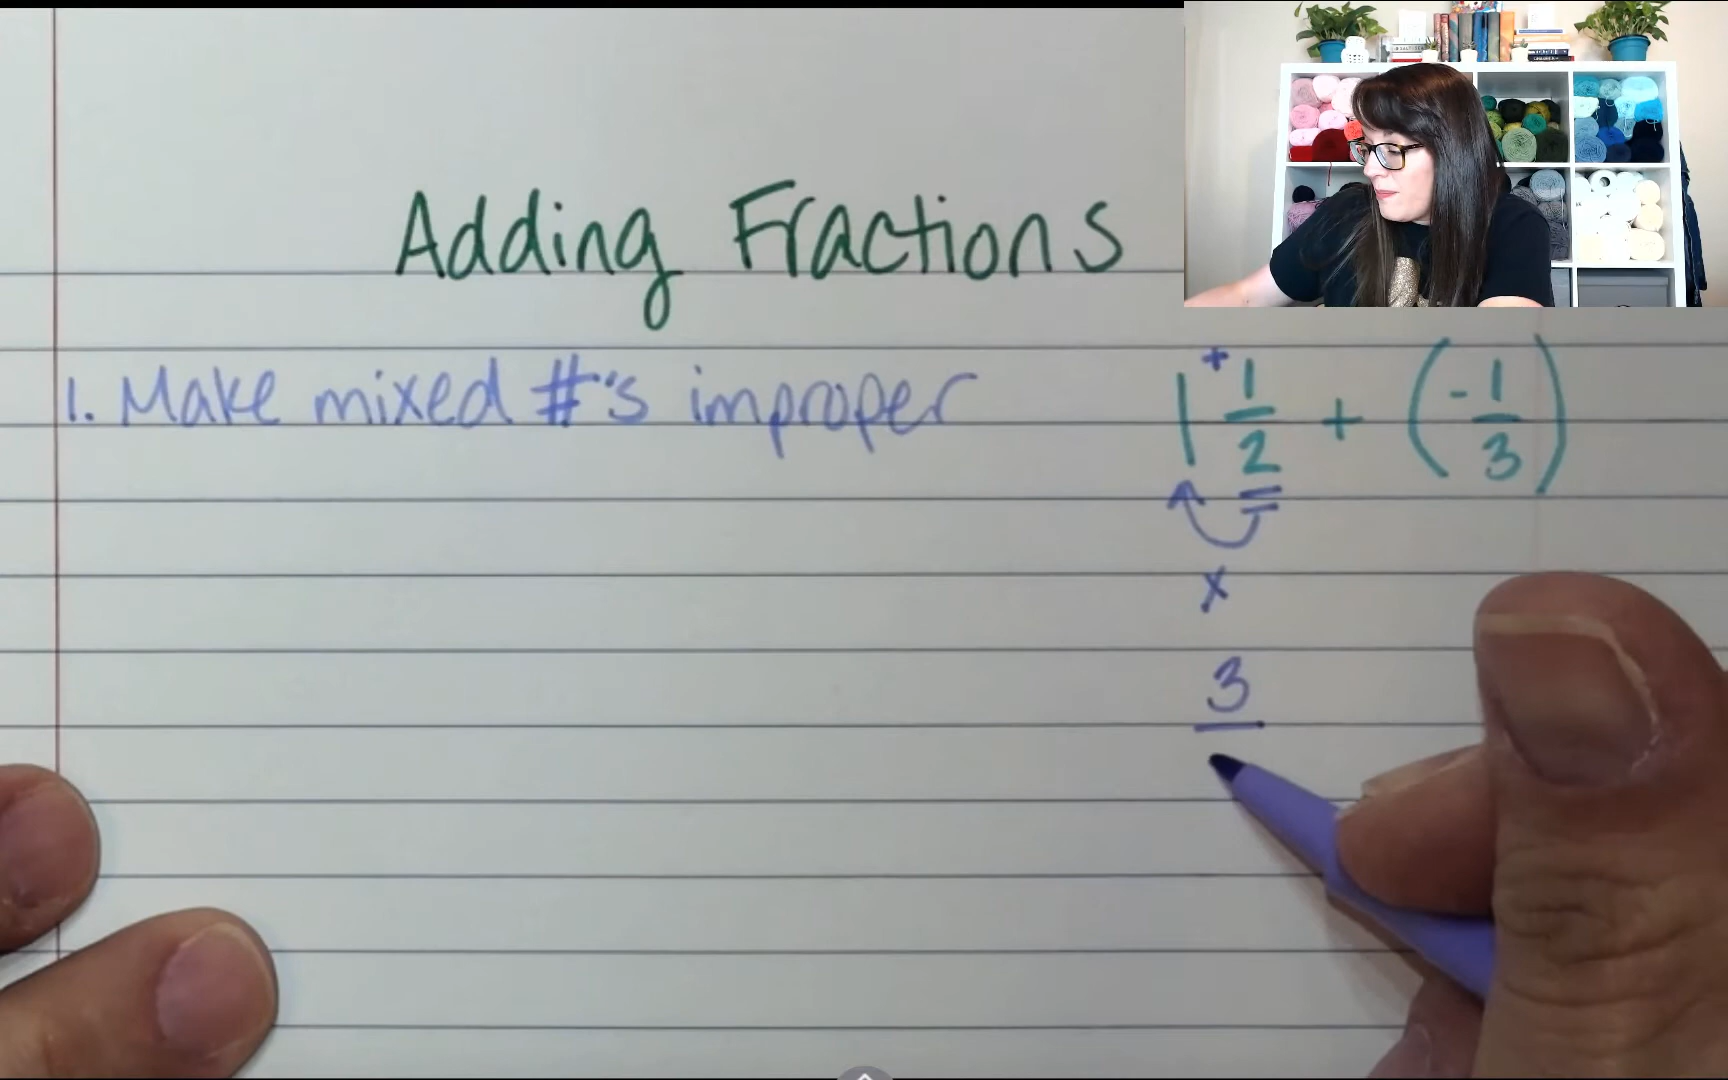 Adding Fractions
1. Make mixed #'s improper
1 + 1/2 + (-1/3)
x
3